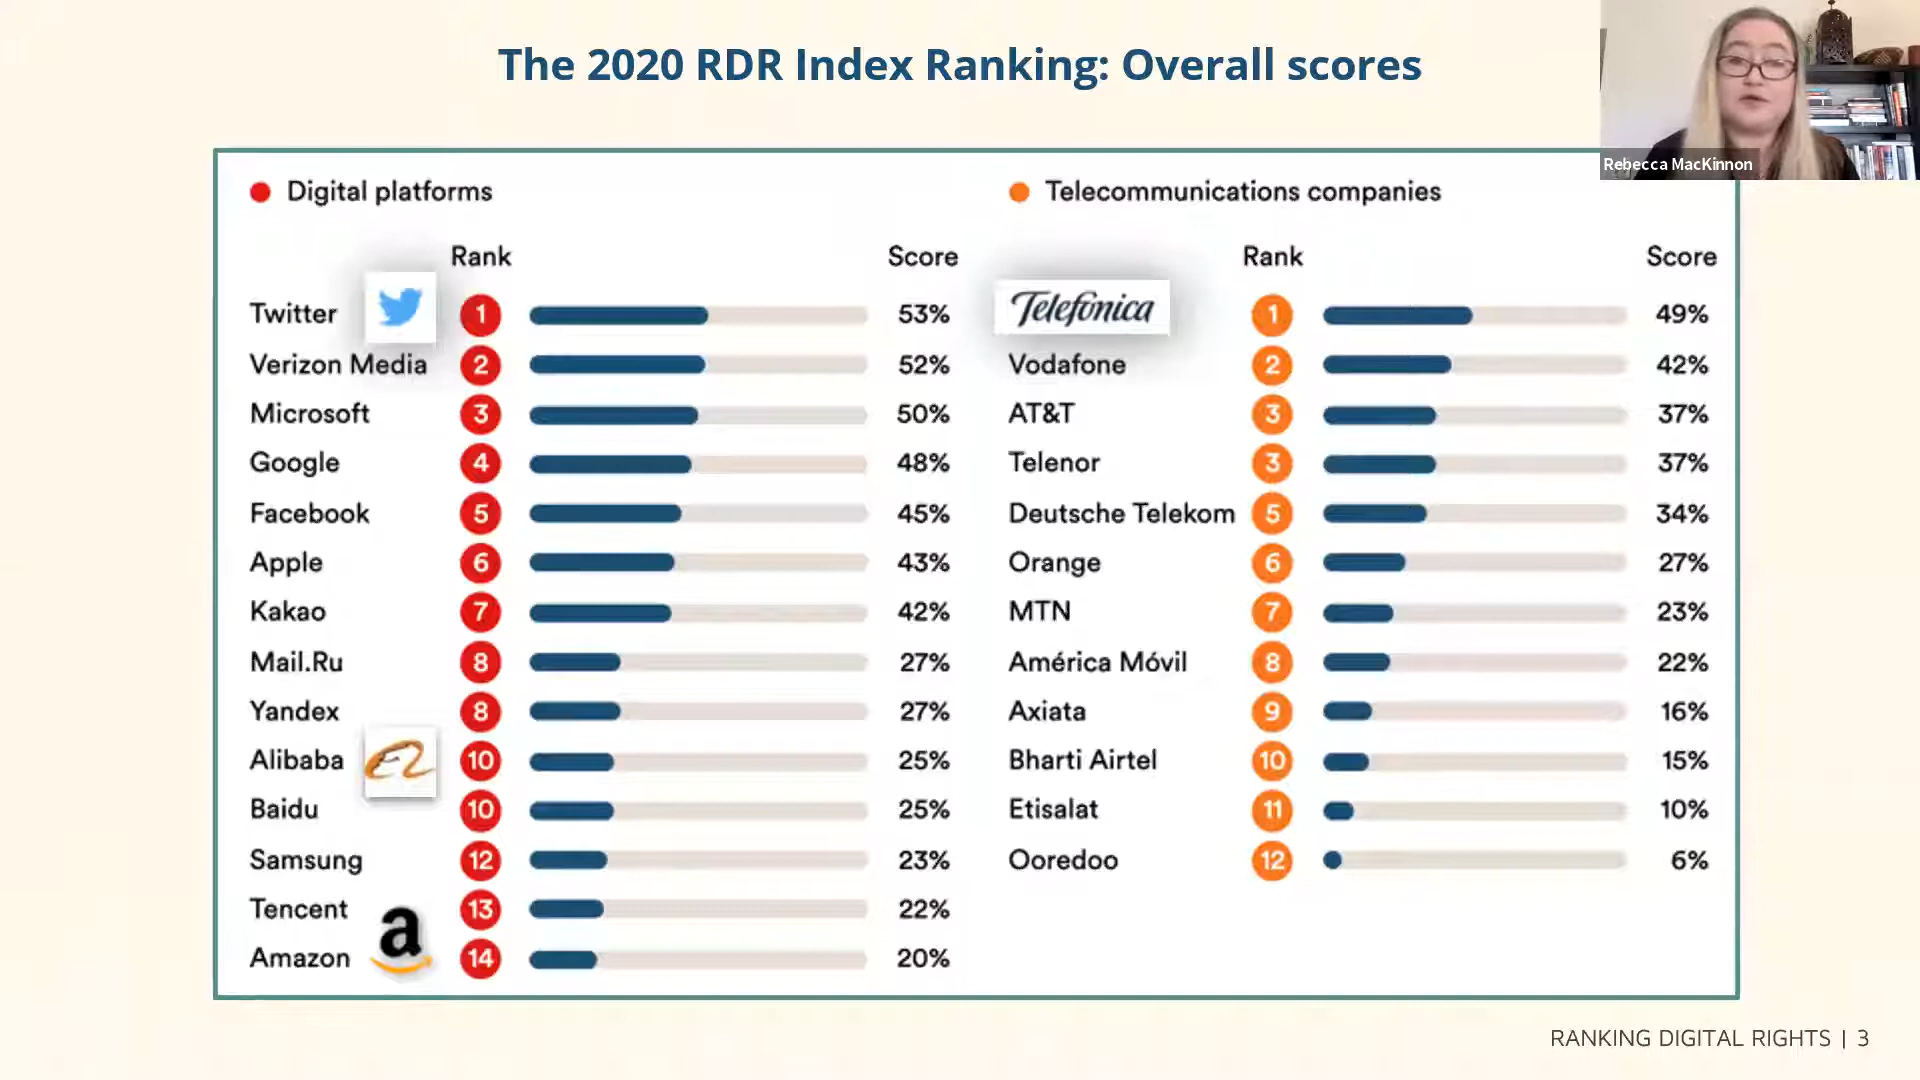 The 2020 RDR Index Ranking: Overall scores
Rebecca MacKinnon
Digital platforms
Rank Score
Twitter 1 53%
Verizon Media 2 52%
Microsoft 3 50%
Google 4 48%
Facebook 5 45%
Apple 6 43%
Kakao 7 42%
Mail.Ru 8 27%
Yandex 8 27%
Alibaba 10 25%
Baidu 10 25%
Samsung 12 23%
Tencent 13 22%
Amazon a 14 20%
Telecommunications companies
Rank Score
Telefónica 1 49%
Vodafone 2 42%
AT&T 3 37%
Telenor 3 37%
Deutsche Telekom 5 34%
Orange 6 27%
MTN 7 23%
América Móvil 8 22%
Axiata 9 16%
Bharti Airtel 10 15%
Etisalat 11 10%
Ooredoo 12 6%
RANKING DIGITAL RIGHTS | 3